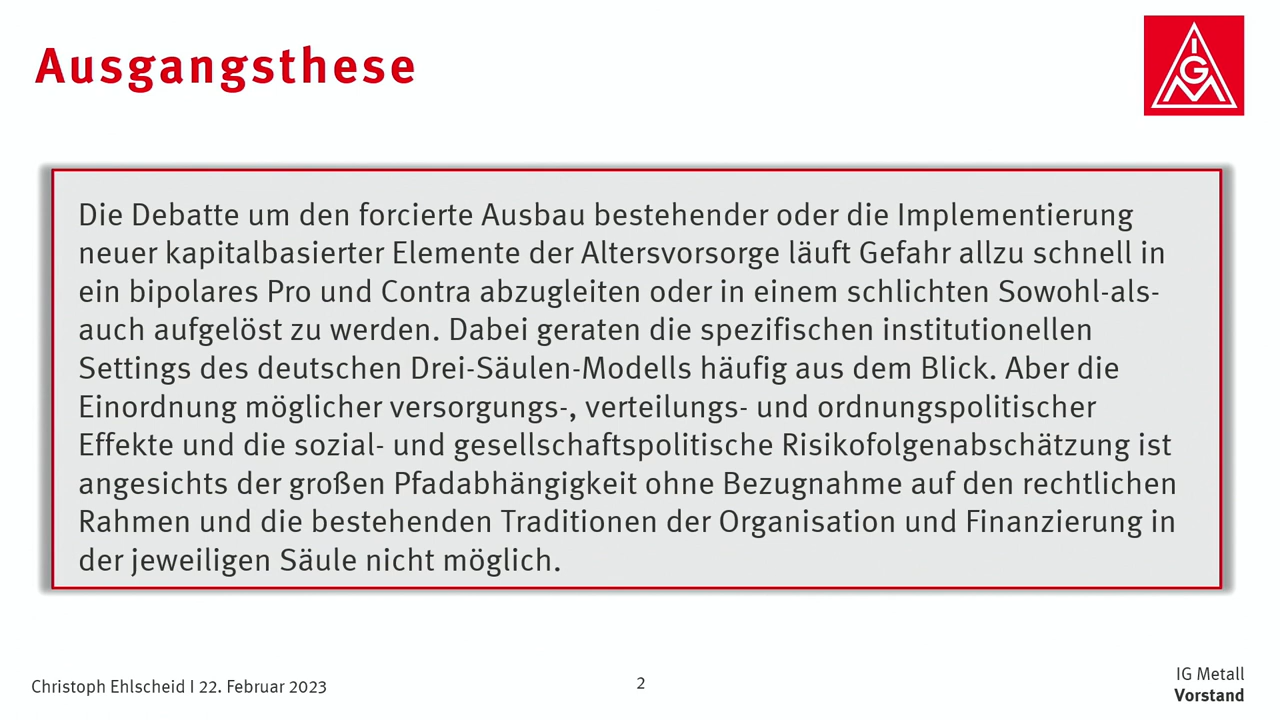 Ausgangsthese
IGM
Die Debatte um den forcierte Ausbau bestehender oder die Implementierung
neuer kapitalbasierter Elemente der Altersvorsorge läuft Gefahr allzu schnell in
ein bipolares Pro und Contra abzugleiten oder in einem schlichten Sowohl-als-
auch aufgelöst zu werden. Dabei geraten die spezifischen institutionellen
Settings des deutschen Drei-Säulen-Modells häufig aus dem Blick. Aber die
Einordnung möglicher versorgungs-, verteilungs- und ordnungspolitischer
Effekte und die sozial- und gesellschaftspolitische Risikofolgenabschätzung ist
angesichts der großen Pfadabhängigkeit ohne Bezugnahme auf den rechtlichen
Rahmen und die bestehenden Traditionen der Organisation und Finanzierung in
der jeweiligen Säule nicht möglich.
Christoph Ehlscheid I 22. Februar 2023
2
IG Metall
Vorstand